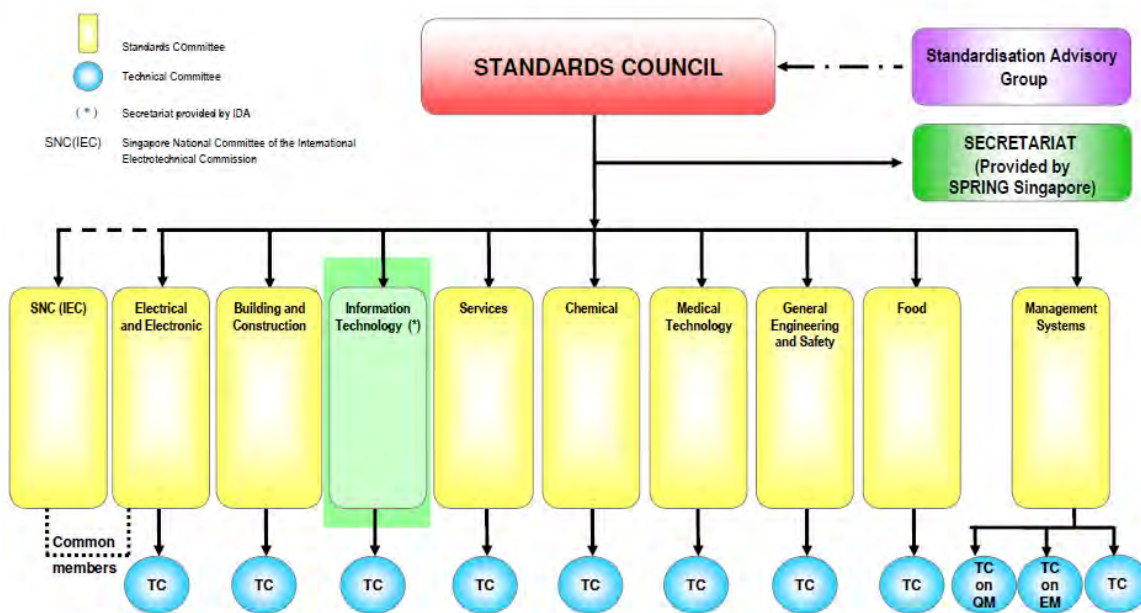 Standards Committee
Technical Committee
( * ) Secretariat provided by IDA
SNC(IEC) Singapore National Committee of the International
Electrotechnical Commission
STANDARDS COUNCIL
Standardisation Advisory
Group
SECRETARIAT
(Provided by
SPRING Singapore)
SNC (IEC)
Electrical
and Electronic
Building and
Construction
Information
Technology (*)
Services
Chemical
Medical
Technology
General
Engineering
and Safety
Food
Management
Systems
Common
members
TC
TC
TC
TC
TC
TC
TC
TC
TC
on
QM
TC
on
EM
TC